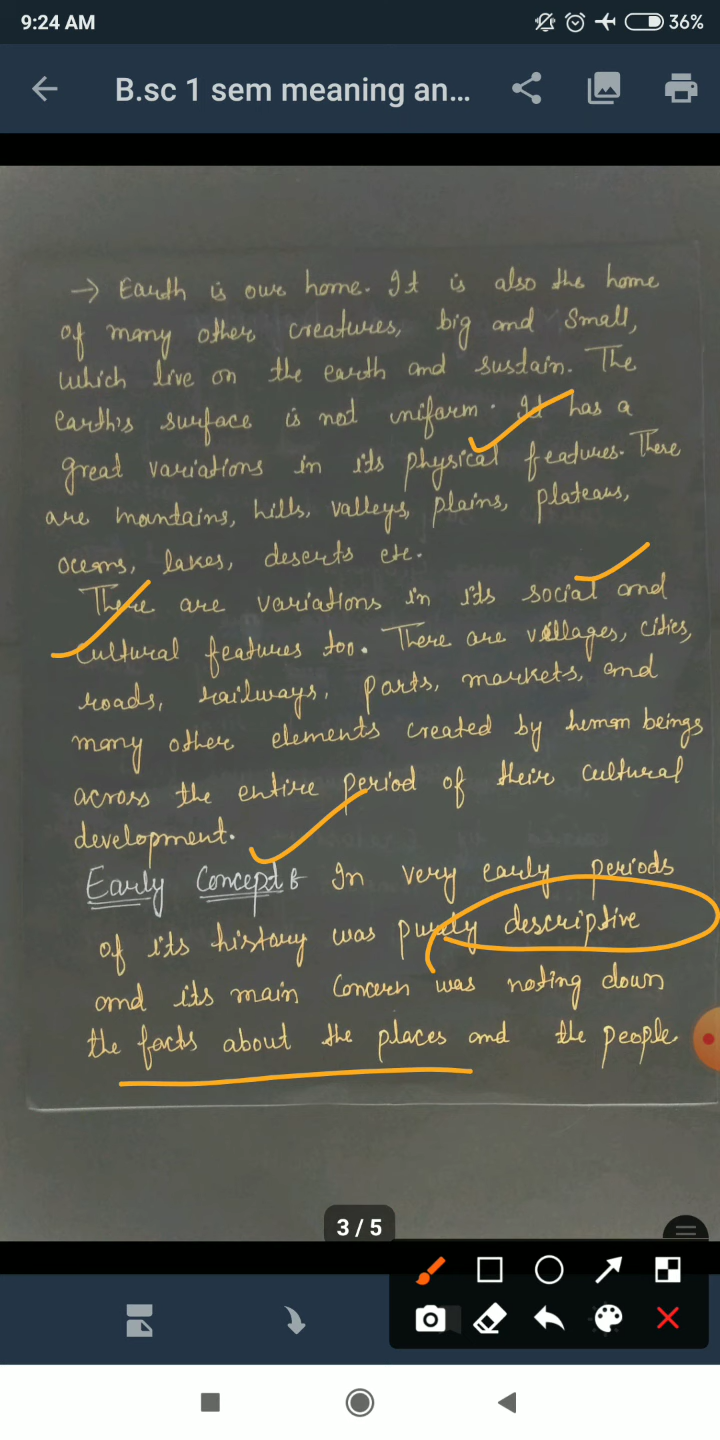 9:24 AM
36%
B.sc 1 sem meaning an...
→ Earth is our home. It is also the home
of many other creatures, big and small,
which live on the earth and sustain. The
earth's surface is not uniform. It has a
great variations in its physical features. There
are mountains, hills, valleys, plains, plateaus,
oceans, lakes, deserts etc.
There are variations in its social and
cultural features too. There are villages, cities,
roads, railways, parts, markets, and
many other elements created by human beings
across the entire period of their cultural
development.
Early Concept In very early periods
of its history was purely descriptive
and its main concern was noting down
the facts about the places and the people
3 / 5